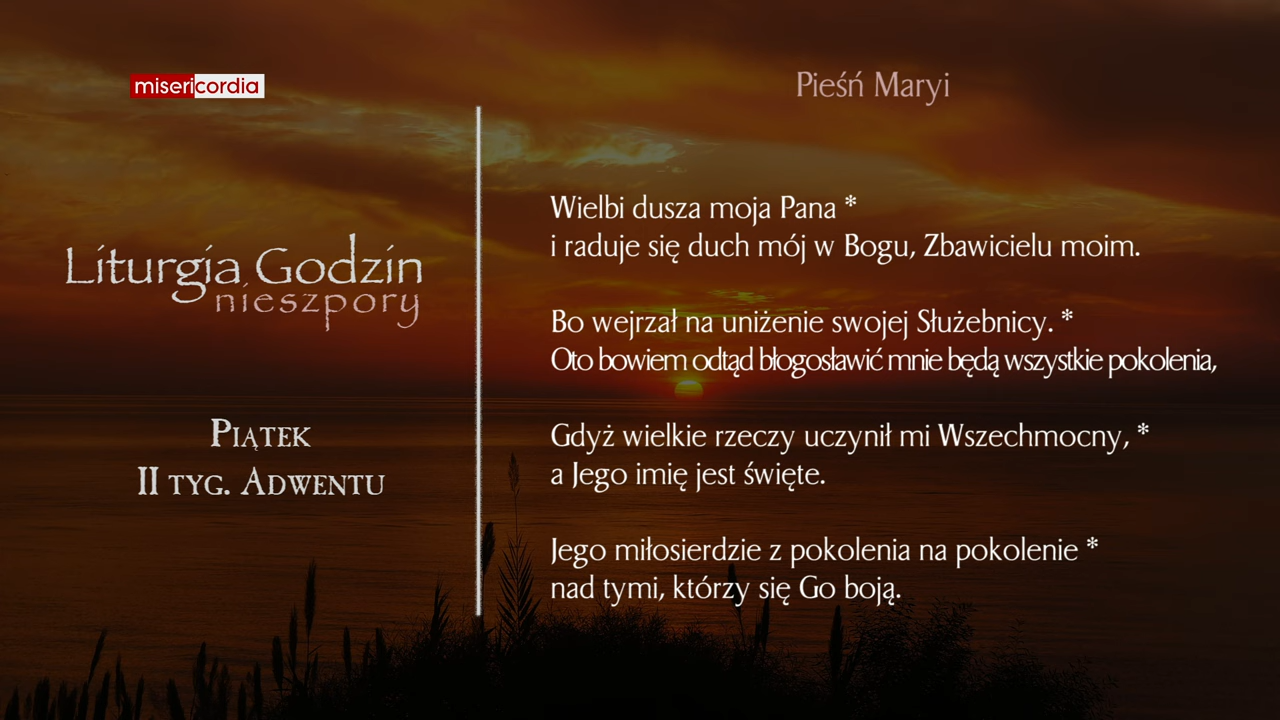 misericordia
Liturgia Godzin
nieszpory
Piątek
II tyg. Adwentu
Pieśń Maryi
Wielbi dusza moja Pana *
i raduje się duch mój w Bogu, Zbawicielu moim.
Bo wejrzał na uniżenie swojej Służebnicy. *
Oto bowiem odtąd błogosławić mnie będą wszystkie pokolenia,
Gdyż wielkie rzeczy uczynił mi Wszechmocny, *
a Jego imię jest święte.
Jego miłosierdzie z pokolenia na pokolenie *
nad tymi, którzy się Go boją.